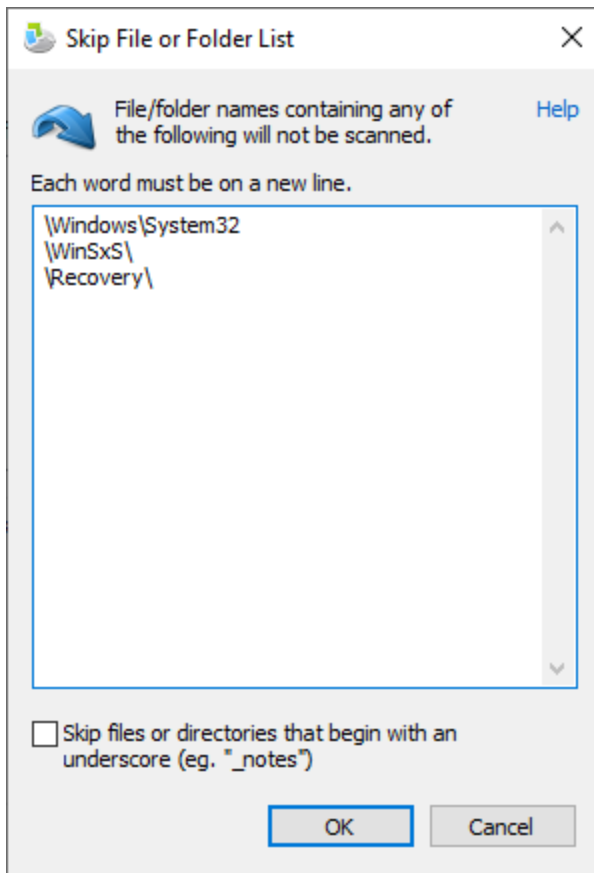 Skip File or Folder List
File/folder names containing any of
the following will not be scanned.
Help
Each word must be on a new line.
\Windows\System32
\WinSxS\
\Recovery\
Skip files or directories that begin with an
underscore (eg. "_notes")
OK
Cancel